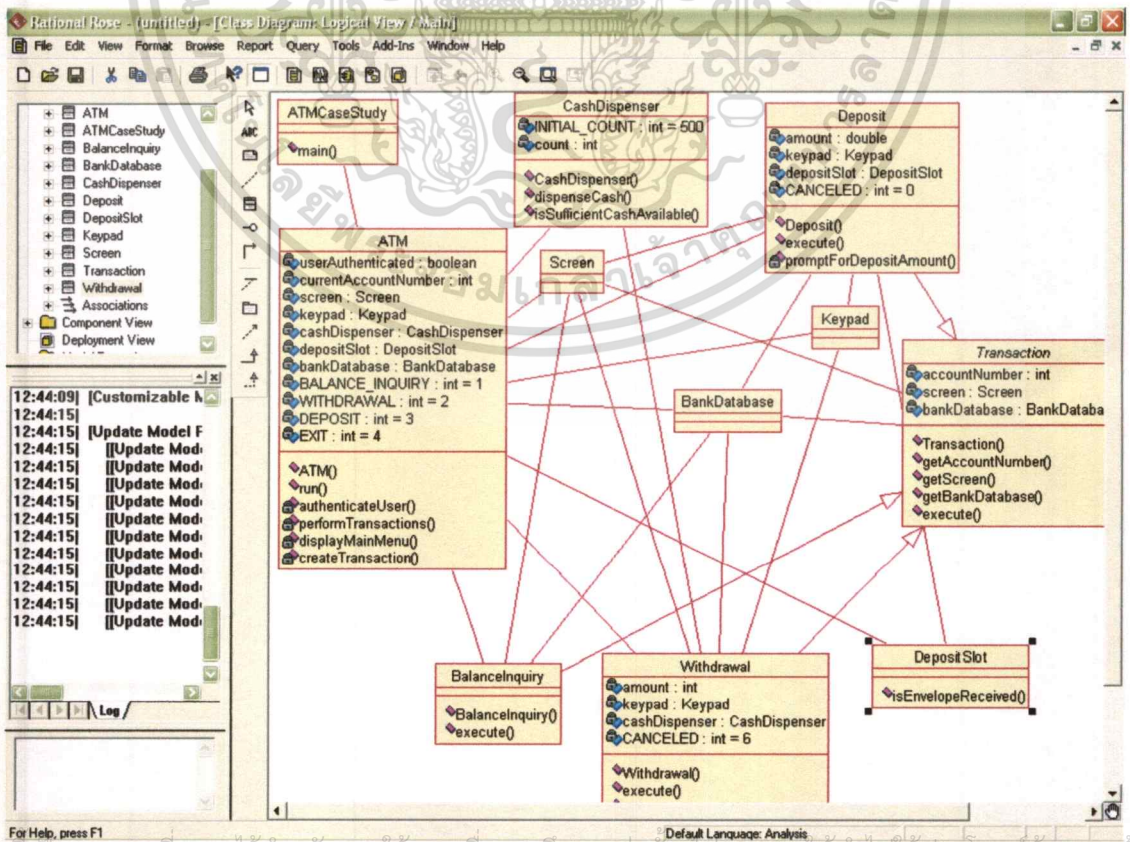 Rational Rose - (untitled) - [Class Diagram: Logical View / Main]
File Edit View Format Browse Report Query Tools Add-Ins Window Help
ATM
ATMCaseStudy
BalanceInquiry
BankDatabase
CashDispenser
Deposit
DepositSlot
Keypad
Screen
Transaction
Withdrawal
Associations
Component View
Deployment View
12:44:09| [Customizable
12:44:15|
12:44:15| [Update Model F
12:44:15| [[Update Mod
12:44:15| [[Update Mod
12:44:15| [[Update Mod
12:44:15| [[Update Mod
12:44:15| [[Update Mod
12:44:15| [[Update Mod
12:44:15| [[Update Mod
12:44:15| [[Update Mod
12:44:15| [[Update Mod
12:44:15| [[Update Mod
Log
ABC
ATMCaseStudy
main()
CashDispenser
INITIAL_COUNT : int = 500
count : int
CashDispenser()
dispenseCash()
isSufficientCashAvailable()
Deposit
amount : double
keypad : Keypad
depositSlot : DepositSlot
CANCELED : int = 0
Deposit()
execute()
promptForDepositAmount()
ATM
userAuthenticated : boolean
currentAccountNumber : int
screen : Screen
keypad : Keypad
cashDispenser : CashDispenser
depositSlot : DepositSlot
bankDatabase : BankDatabase
BALANCE_INQUIRY : int = 1
WITHDRAWAL : int = 2
DEPOSIT : int = 3
EXIT : int = 4
ATM()
run()
authenticateUser()
performTransactions()
displayMainMenu()
createTransaction()
Screen
Keypad
BankDatabase
Transaction
accountNumber : int
screen : Screen
bankDatabase : BankDataba
Transaction()
getAccountNumber()
getScreen()
getBankDatabase()
execute()
BalanceInquiry
BalanceInquiry()
execute()
Withdrawal
amount : int
keypad : Keypad
cashDispenser : CashDispenser
CANCELED : int = 6
Withdrawal()
execute()
DepositSlot
isEnvelopeReceived()
For Help, press F1
Default Language: Analysis